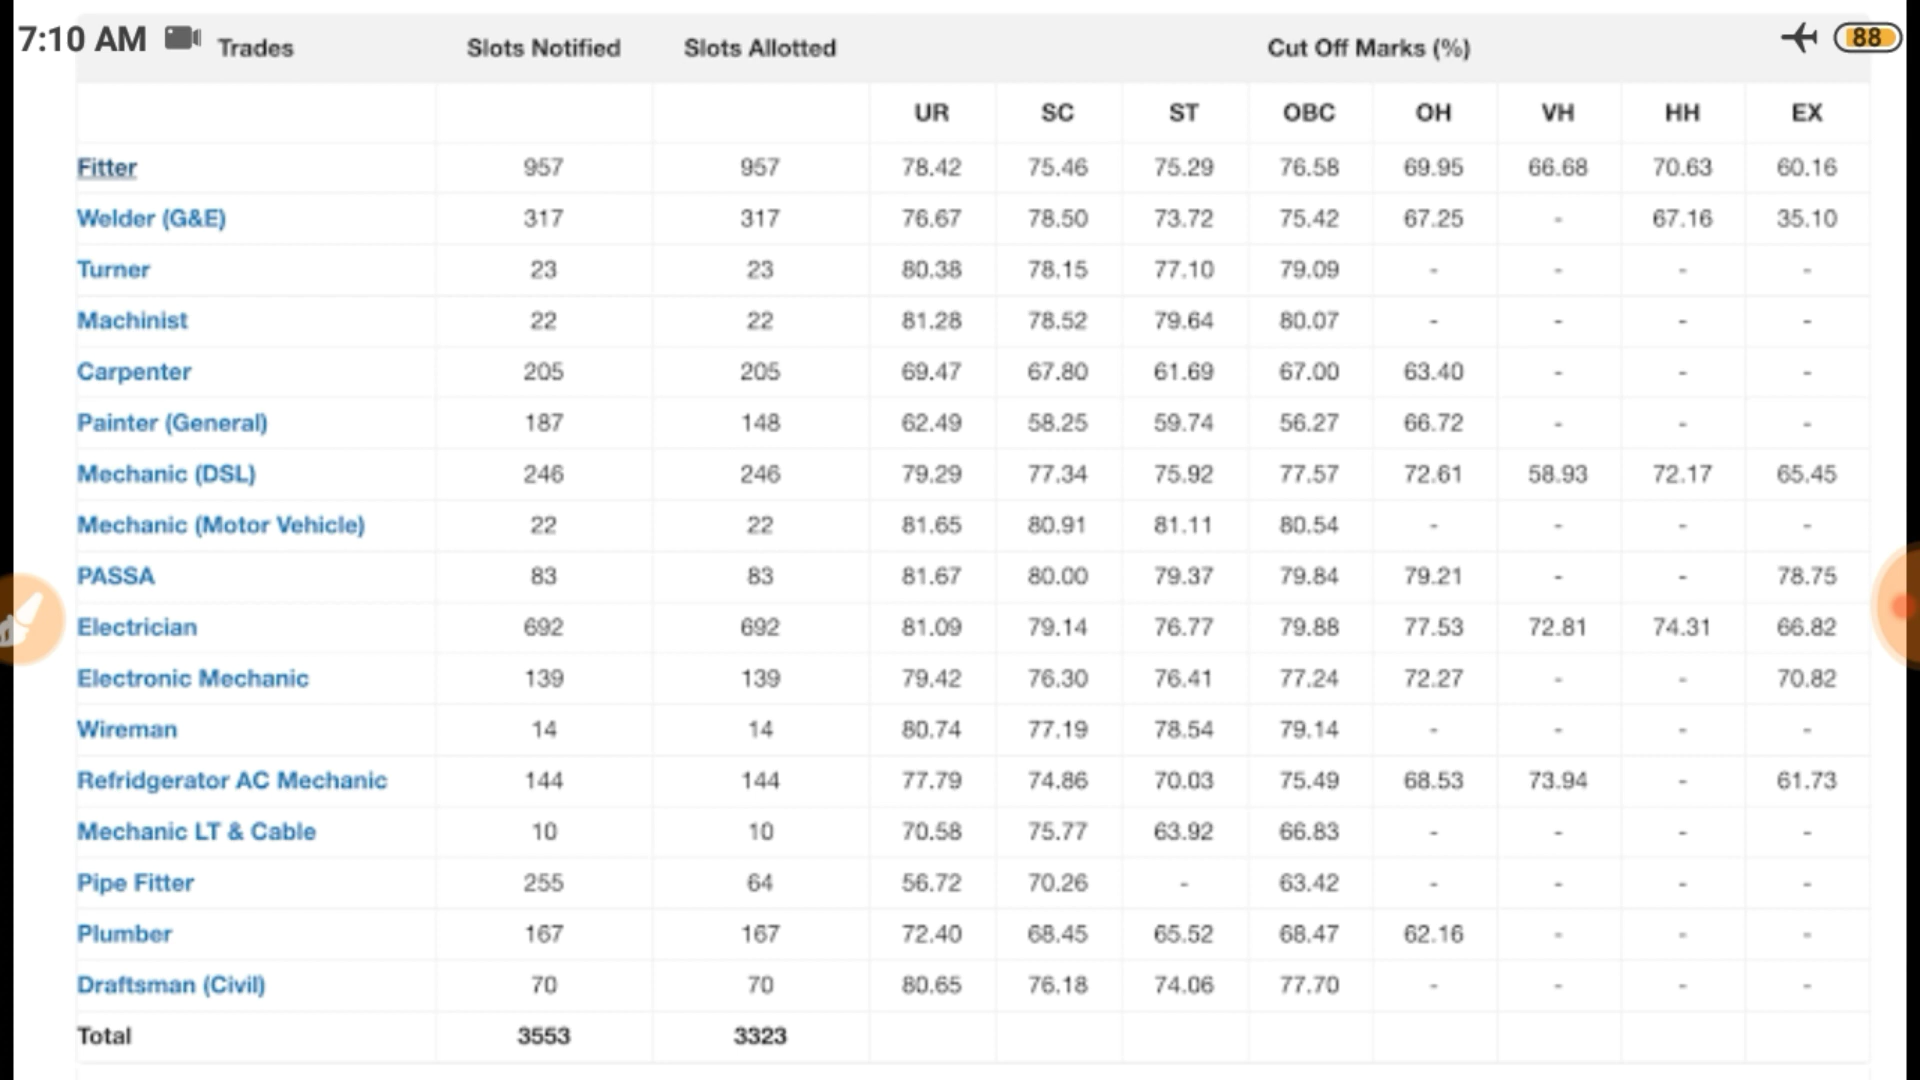 7:10 AM 88
Trades Slots Notified Slots Allotted Cut Off Marks (%)
UR SC ST OBC OH VH HH EX
Fitter 957 957 78.42 75.46 75.29 76.58 69.95 66.68 70.63 60.16
Welder (G&E) 317 317 76.67 78.50 73.72 75.42 67.25 - 67.16 35.10
Turner 23 23 80.38 78.15 77.10 79.09 - - - -
Machinist 22 22 81.28 78.52 79.64 80.07 - - - -
Carpenter 205 205 69.47 67.80 61.69 67.00 63.40 - - -
Painter (General) 187 148 62.49 58.25 59.74 56.27 66.72 - - -
Mechanic (DSL) 246 246 79.29 77.34 75.92 77.57 72.61 58.93 72.17 65.45
Mechanic (Motor Vehicle) 22 22 81.65 80.91 81.11 80.54 - - - -
PASSA 83 83 81.67 80.00 79.37 79.84 79.21 - - 78.75
Electrician 692 692 81.09 79.14 76.77 79.88 77.53 72.81 74.31 66.82
Electronic Mechanic 139 139 79.42 76.30 76.41 77.24 72.27 - - 70.82
Wireman 14 14 80.74 77.19 78.54 79.14 - - - -
Refridgerator AC Mechanic 144 144 77.79 74.86 70.03 75.49 68.53 73.94 - 61.73
Mechanic LT & Cable 10 10 70.58 75.77 63.92 66.83 - - - -
Pipe Fitter 255 64 56.72 70.26 - 63.42 - - - -
Plumber 167 167 72.40 68.45 65.52 68.47 62.16 - - -
Draftsman (Civil) 70 70 80.65 76.18 74.06 77.70 - - - -
Total 3553 3323